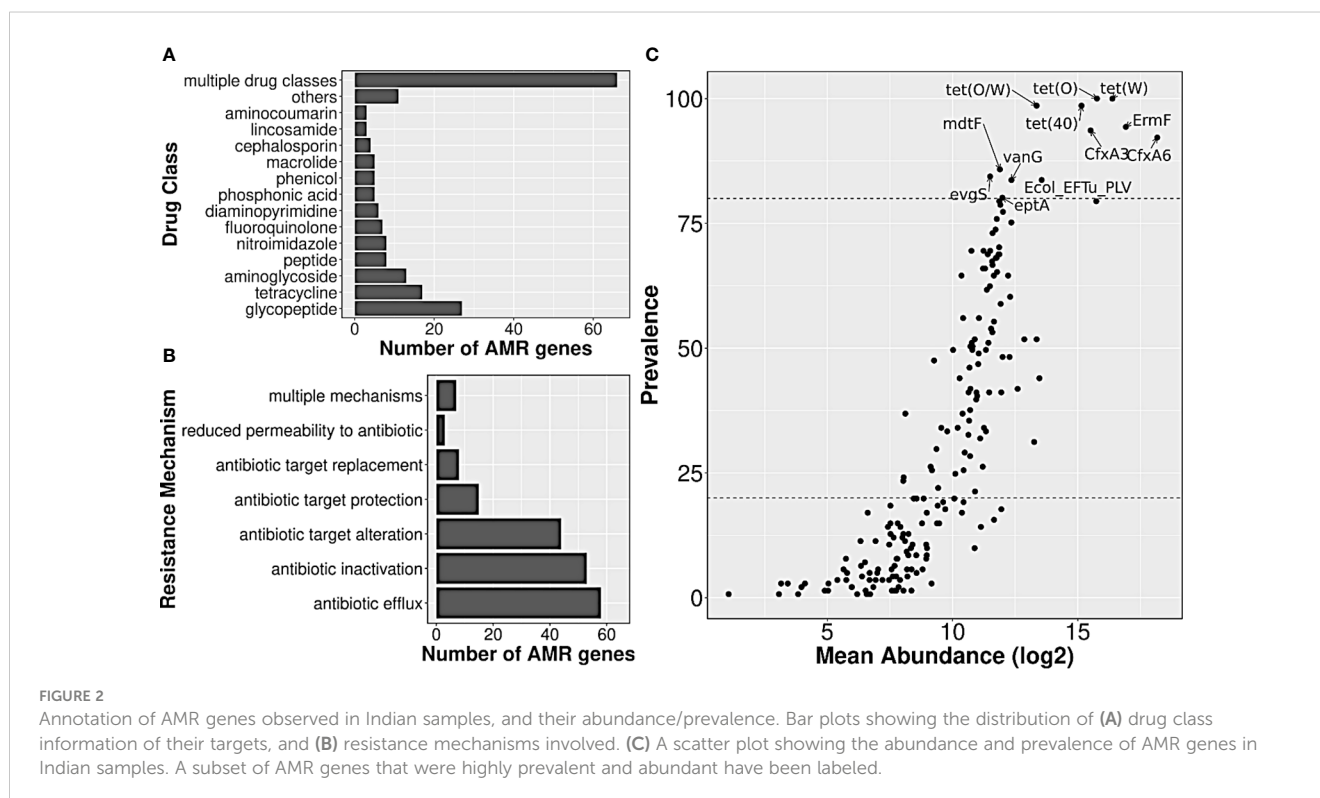 A
multiple drug classes
others
aminocoumarin
lincosamide
cephalosporin
macrolide
phenicol
phosphonic acid
diaminopyrimidine
fluoroquinolone
nitroimidazole
peptide
aminoglycoside
tetracycline
glycopeptide
Drug Class
0 20 40 60
Number of AMR genes
B
multiple mechanisms
reduced permeability to antibiotic
antibiotic target replacement
antibiotic target protection
antibiotic target alteration
antibiotic inactivation
antibiotic efflux
Resistance Mechanism
0 20 40 60
Number of AMR genes
C
100
75
50
25
0
Prevalence
tet(O/W) tet(O) tet(W)
tet(40) ErmF
mdtF CfxA3 CfxA6
vanG
evgS Ecol_EFTu_PLV
eptA
5 10 15
Mean Abundance (log2)
FIGURE 2
Annotation of AMR genes observed in Indian samples, and their abundance/prevalence. Bar plots showing the distribution of (A) drug class
information of their targets, and (B) resistance mechanisms involved. (C) A scatter plot showing the abundance and prevalence of AMR genes in
Indian samples. A subset of AMR genes that were highly prevalent and abundant have been labeled.